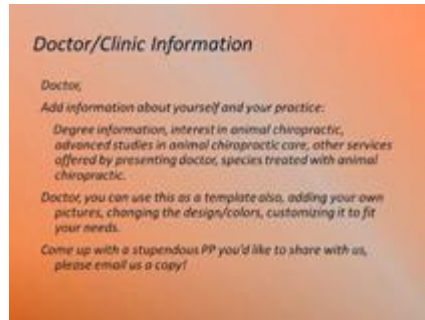 Doctor/Clinic Information
Doctor,
Add information about yourself and your practice:
Degree information, interest in animal chiropractic,
advanced studies in animal chiropractic care, other services
offered by presenting doctor, species treated with animal
chiropractic.
Doctor, you can use this as a template also, adding your own
pictures, changing the design/colors, customizing it to fit
your needs.
Come up with a stupendous PP you'd like to share with us,
please email us a copy!